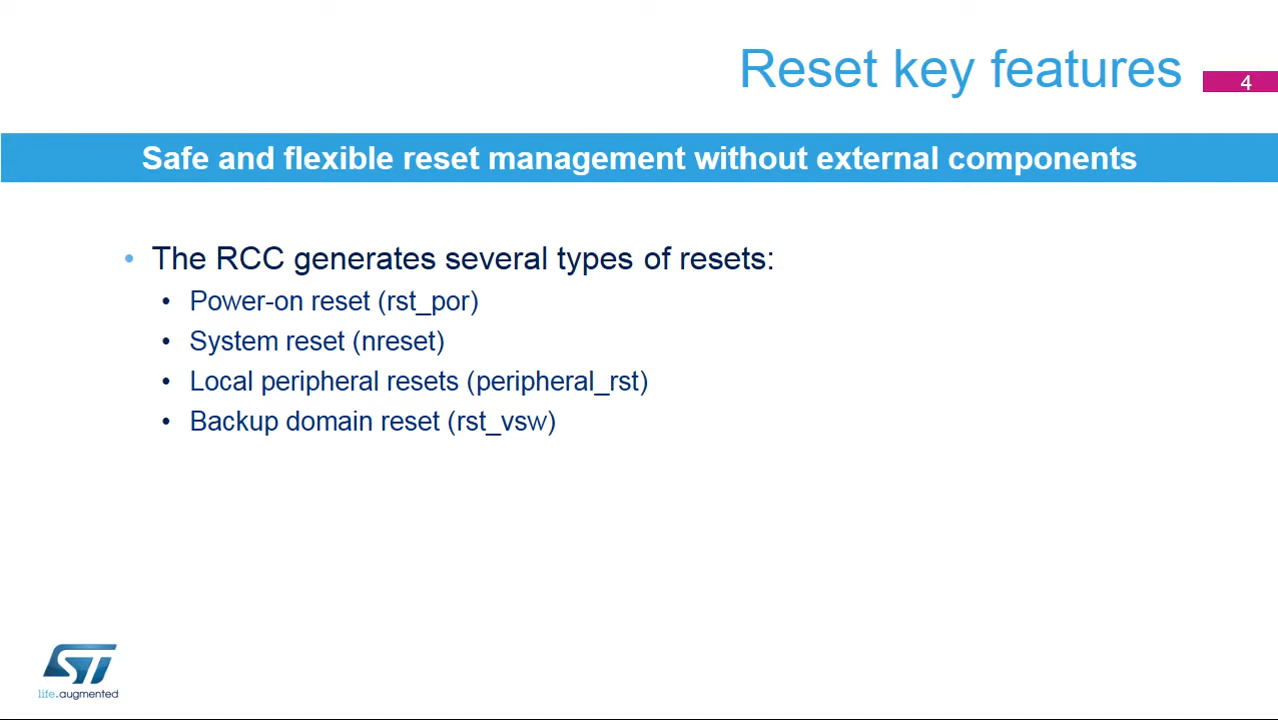 Reset key features
4
Safe and flexible reset management without external components
• The RCC generates several types of resets:
• Power-on reset (rst_por)
• System reset (nreset)
• Local peripheral resets (peripheral_rst)
• Backup domain reset (rst_vsw)
ST
life.augmented